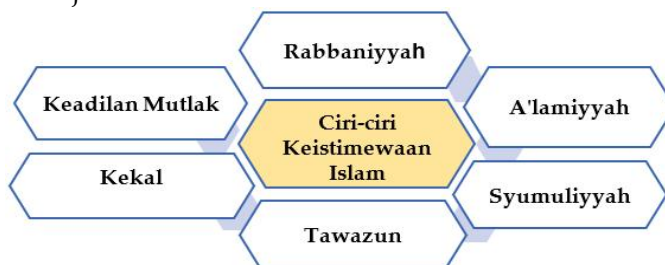 Rabbaniyyah
Keadilan Mutlak
A'lamiyyah
Ciri-ciri
Keistimewaan
Islam
Kekal
Syumuliyyah
Tawazun